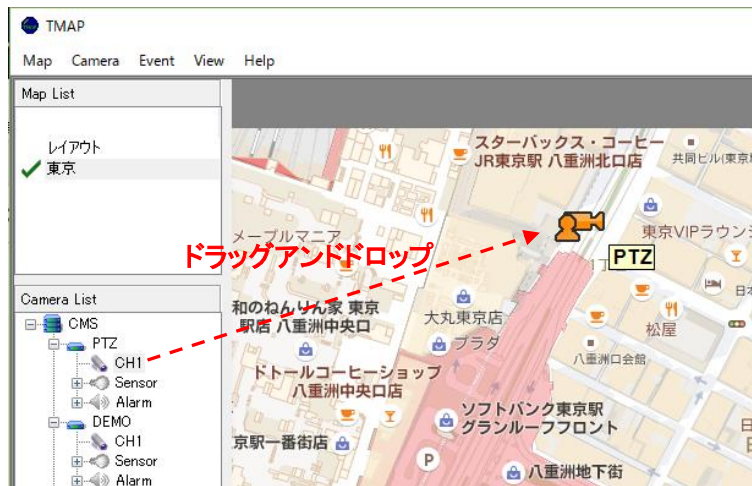 TMAP
Map Camera Event View Help
Map List
レイアウト
東京
Camera List
CMS
PTZ
CH1
Sensor
Alarm
DEMO
CH1
Sensor
Alarm
スターバックス・コーヒー
JR東京駅 八重洲北口店
共同ビル(東京駅
メープルマニア
東京VIPラウン
ドラッグアンドドロップ
PTZ
和のねんりん家 東京
駅店 八重洲中央口
大丸東京店
プラダ
松屋
八重洲口会館
ドトールコーヒーショップ
八重洲中央口店
ソフトバンク東京駅
グランルーフフロント
京駅一番街店
P
八重洲地下街